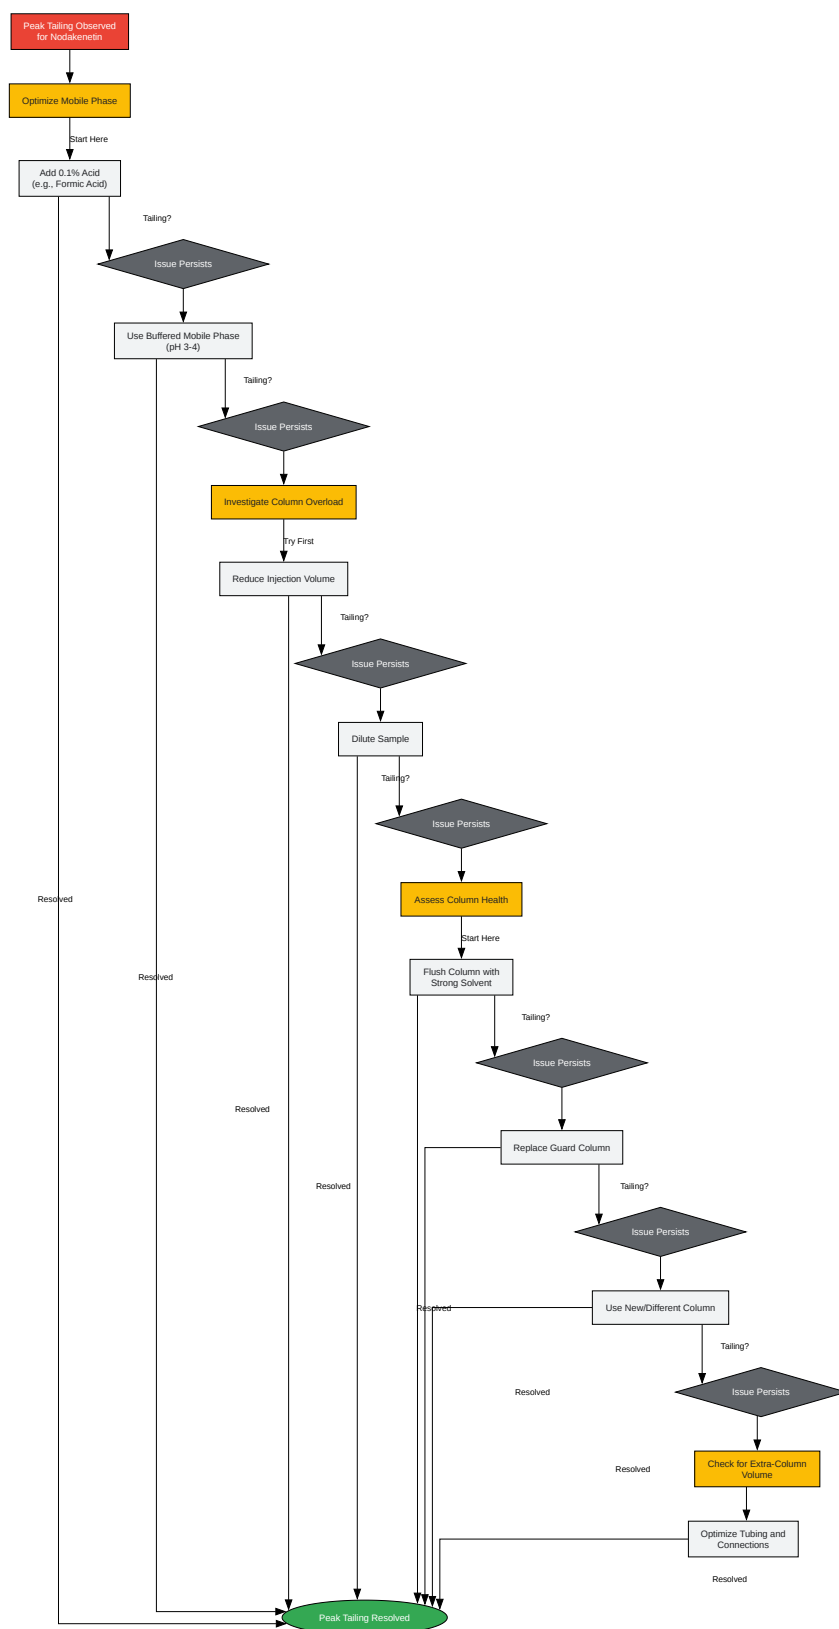 Peak Tailing Observed
for Nodakenetin
Optimize Mobile Phase
Start Here
Add 0.1% Acid
(e.g., Formic Acid)
Tailing?
Issue Persists
Use Buffered Mobile Phase
(pH 3-4)
Tailing?
Issue Persists
Investigate Column Overload
Try First
Reduce Injection Volume
Tailing?
Issue Persists
Dilute Sample
Tailing?
Issue Persists
Resolved
Assess Column Health
Start Here
Resolved
Flush Column with
Strong Solvent
Tailing?
Issue Persists
Resolved
Replace Guard Column
Resolved
Tailing?
Issue Persists
Resolved
Use New/Different Column
Tailing?
Resolved
Issue Persists
Resolved
Check for Extra-Column
Volume
Optimize Tubing and
Connections
Resolved
Peak Tailing Resolved